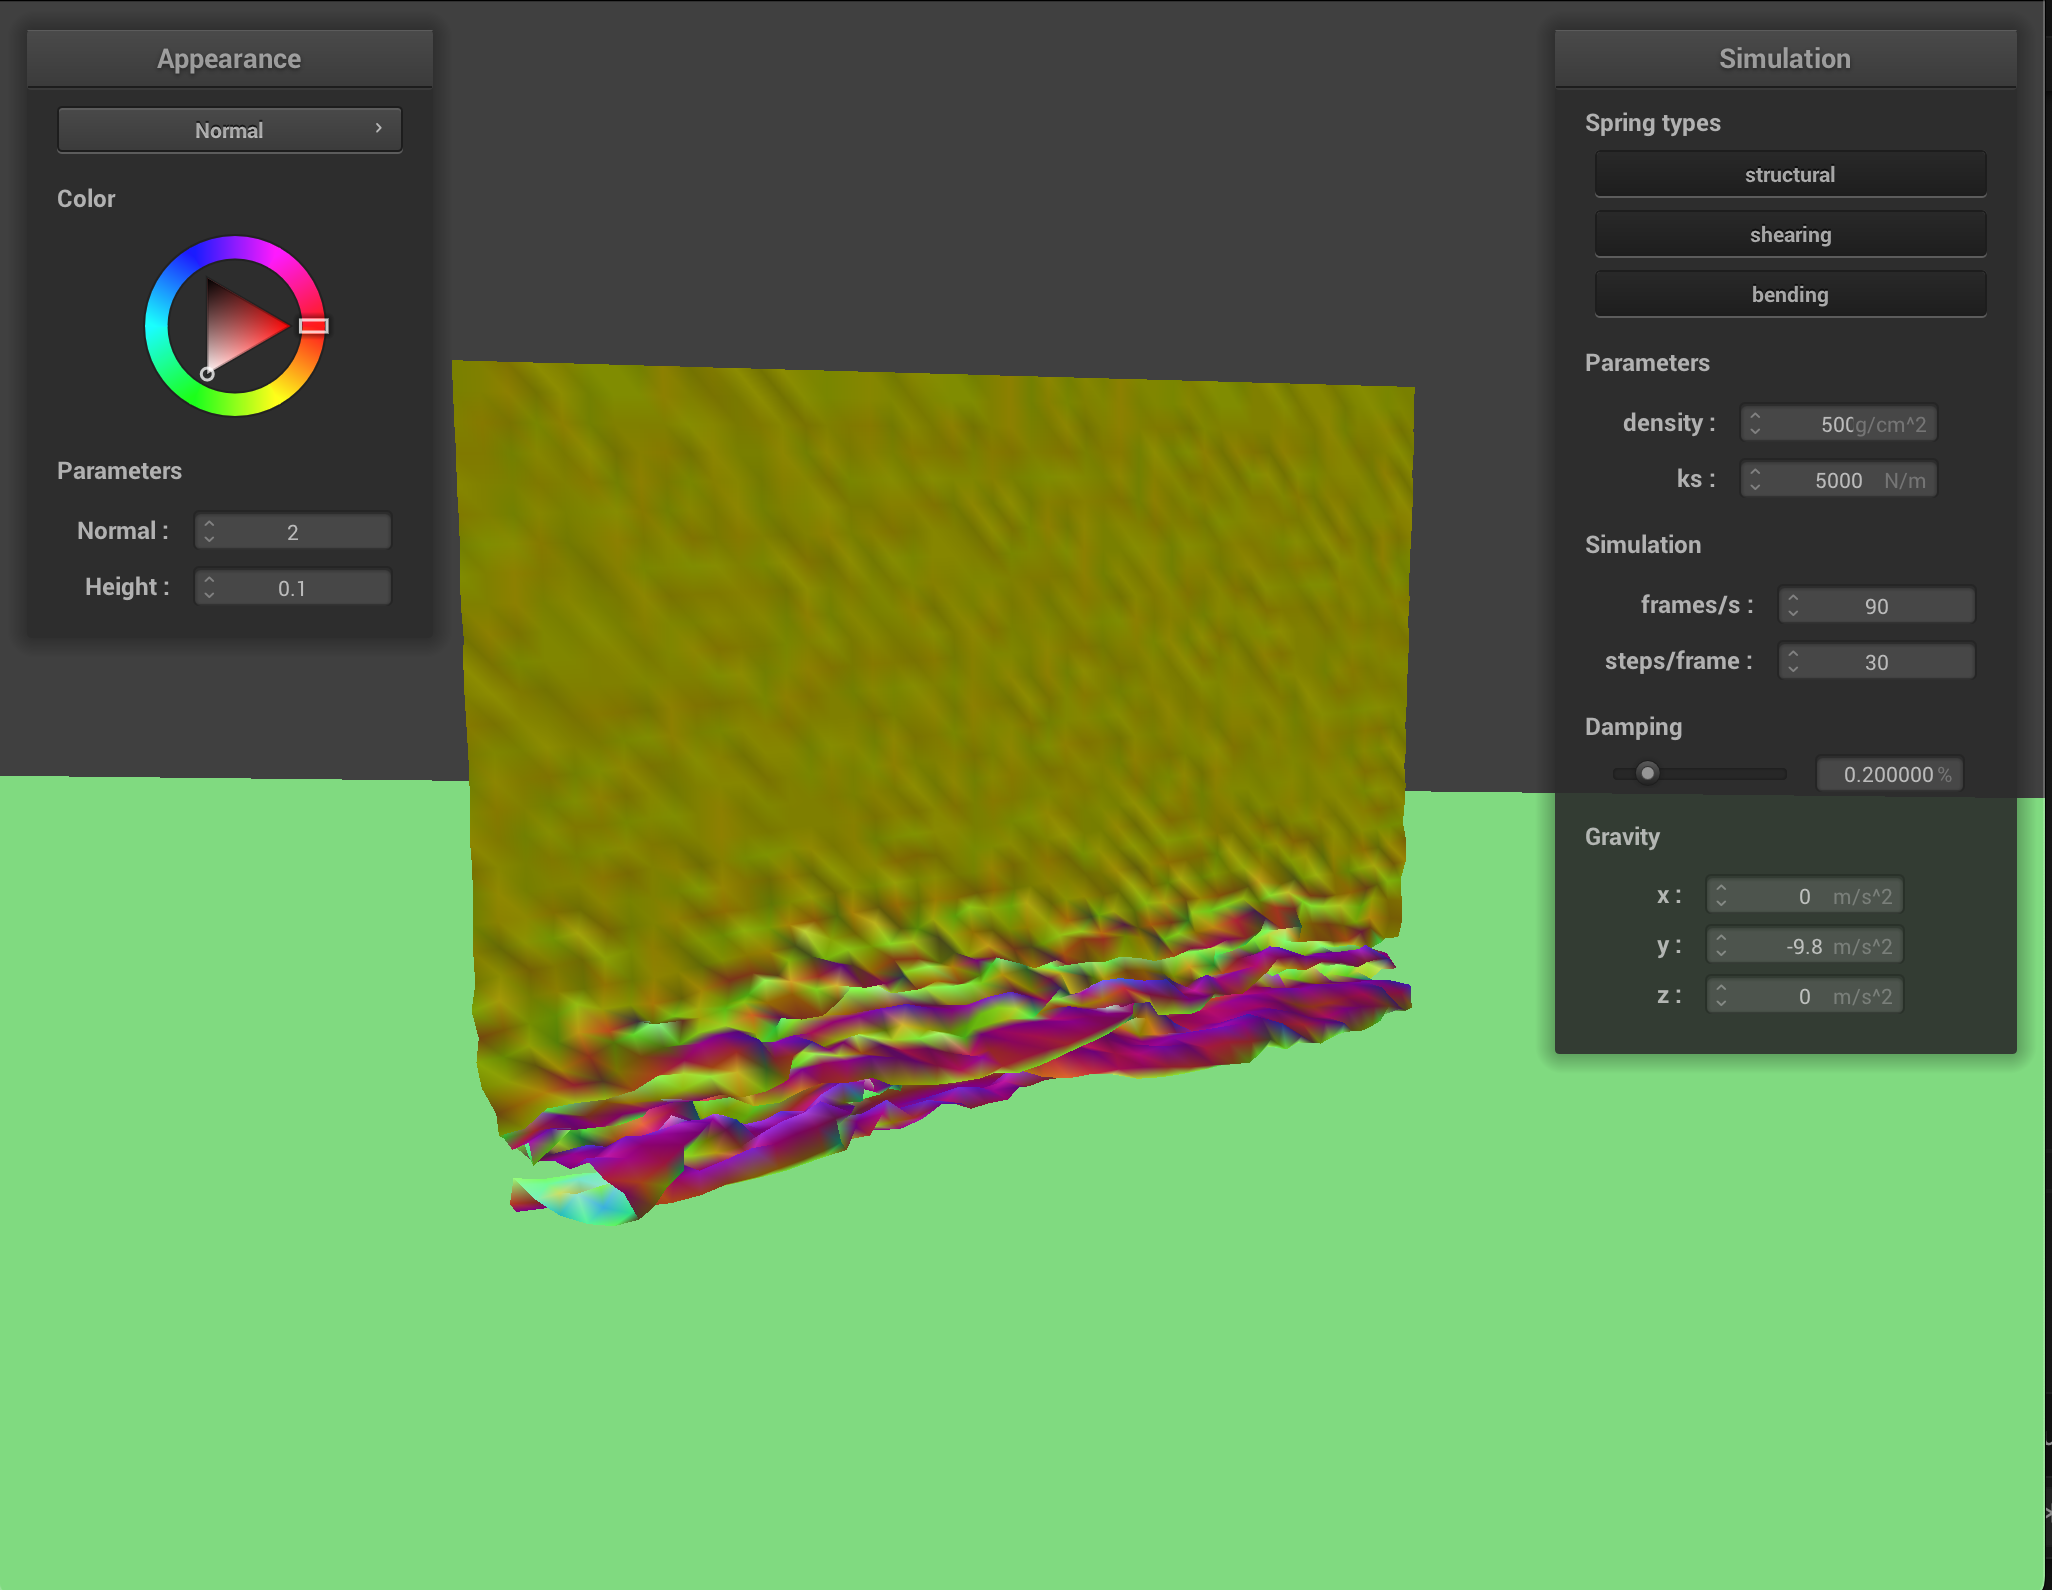 Appearance
Normal
Color
Parameters
Normal : 2
Height : 0.1
Simulation
Spring types
structural
shearing
bending
Parameters
density : 500g/cm^2
ks : 5000 N/m
Simulation
frames/s : 90
steps/frame : 30
Damping
0.200000 %
Gravity
x : 0 m/s^2
y : -9.8 m/s^2
z : 0 m/s^2